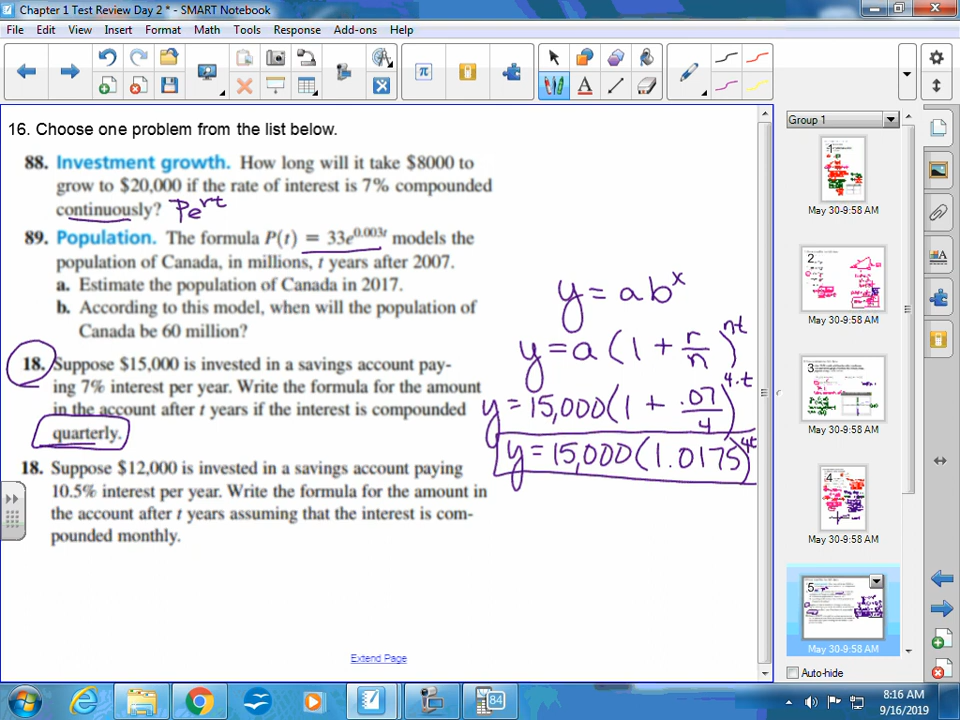 Chapter 1 Test Review Day 2 * - SMART Notebook
File Edit View Insert Format Math Tools Response Add-ons Help
π
A
16. Choose one problem from the list below.
88. Investment growth. How long will it take $8000 to
grow to $20,000 if the rate of interest is 7% compounded
continuously? Pe^rt
89. Population. The formula P(t) = 33e^0.003t models the
population of Canada, in millions, t years after 2007.
a. Estimate the population of Canada in 2017.
b. According to this model, when will the population of
Canada be 60 million?
18. Suppose $15,000 is invested in a savings account pay-
ing 7% interest per year. Write the formula for the amount
in the account after t years if the interest is compounded
quarterly.
18. Suppose $12,000 is invested in a savings account paying
10.5% interest per year. Write the formula for the amount in
the account after t years assuming that the interest is com-
pounded monthly.
y = ab^x
y = a(1 + r/n)^nt
y = 15,000(1 + .07/4)^4·t
y = 15,000(1.0175)^4t
Extend Page
Group 1
May 30-9:58 AM
2.
May 30-9:58 AM
3
May 30-9:58 AM
4
May 30-9:58 AM
5
May 30-9:58 AM
Auto-hide
84
8:16 AM
9/16/2019